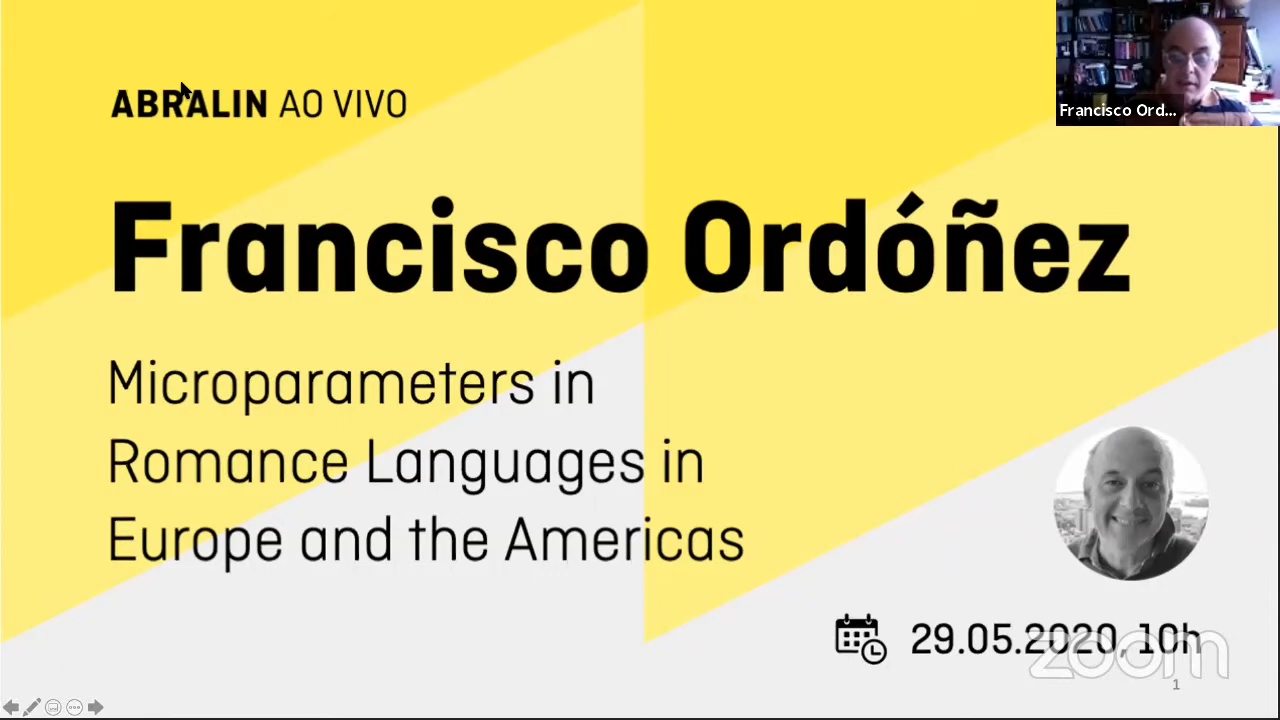 ABRALIN AO VIVO
Francisco Ord...
Francisco Ordóñez
Microparameters in
Romance Languages in
Europe and the Americas
29.05.2020, 10h
zoom
1